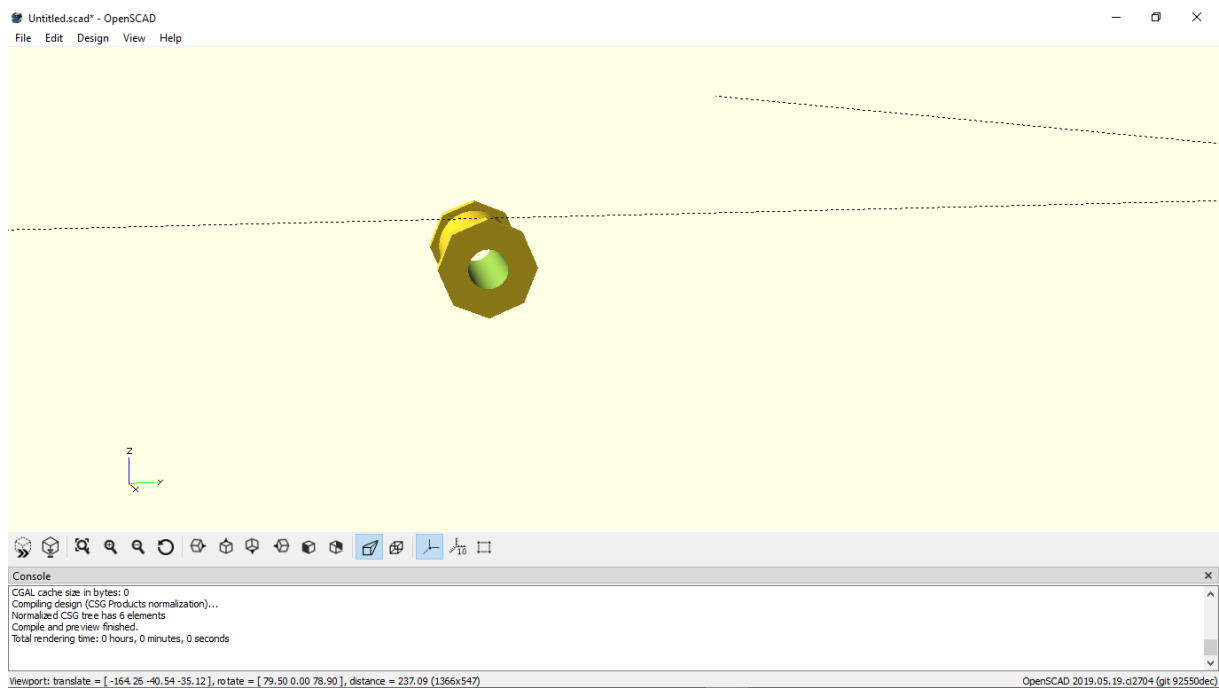 Untitled.scad* - OpenSCAD
File Edit Design View Help
Z
Y
X
10
Console
CGAL cache size in bytes: 0
Compiling design (CSG Products normalization)...
Normalized CSG tree has 6 elements
Compile and preview finished.
Total rendering time: 0 hours, 0 minutes, 0 seconds
Viewport: translate = [ -164.26 -40.54 -35.12 ], rotate = [ 79.50 0.00 78.90 ], distance = 237.09 (1366x547) OpenSCAD 2019.05.19.ci2704 (git 92550dec)